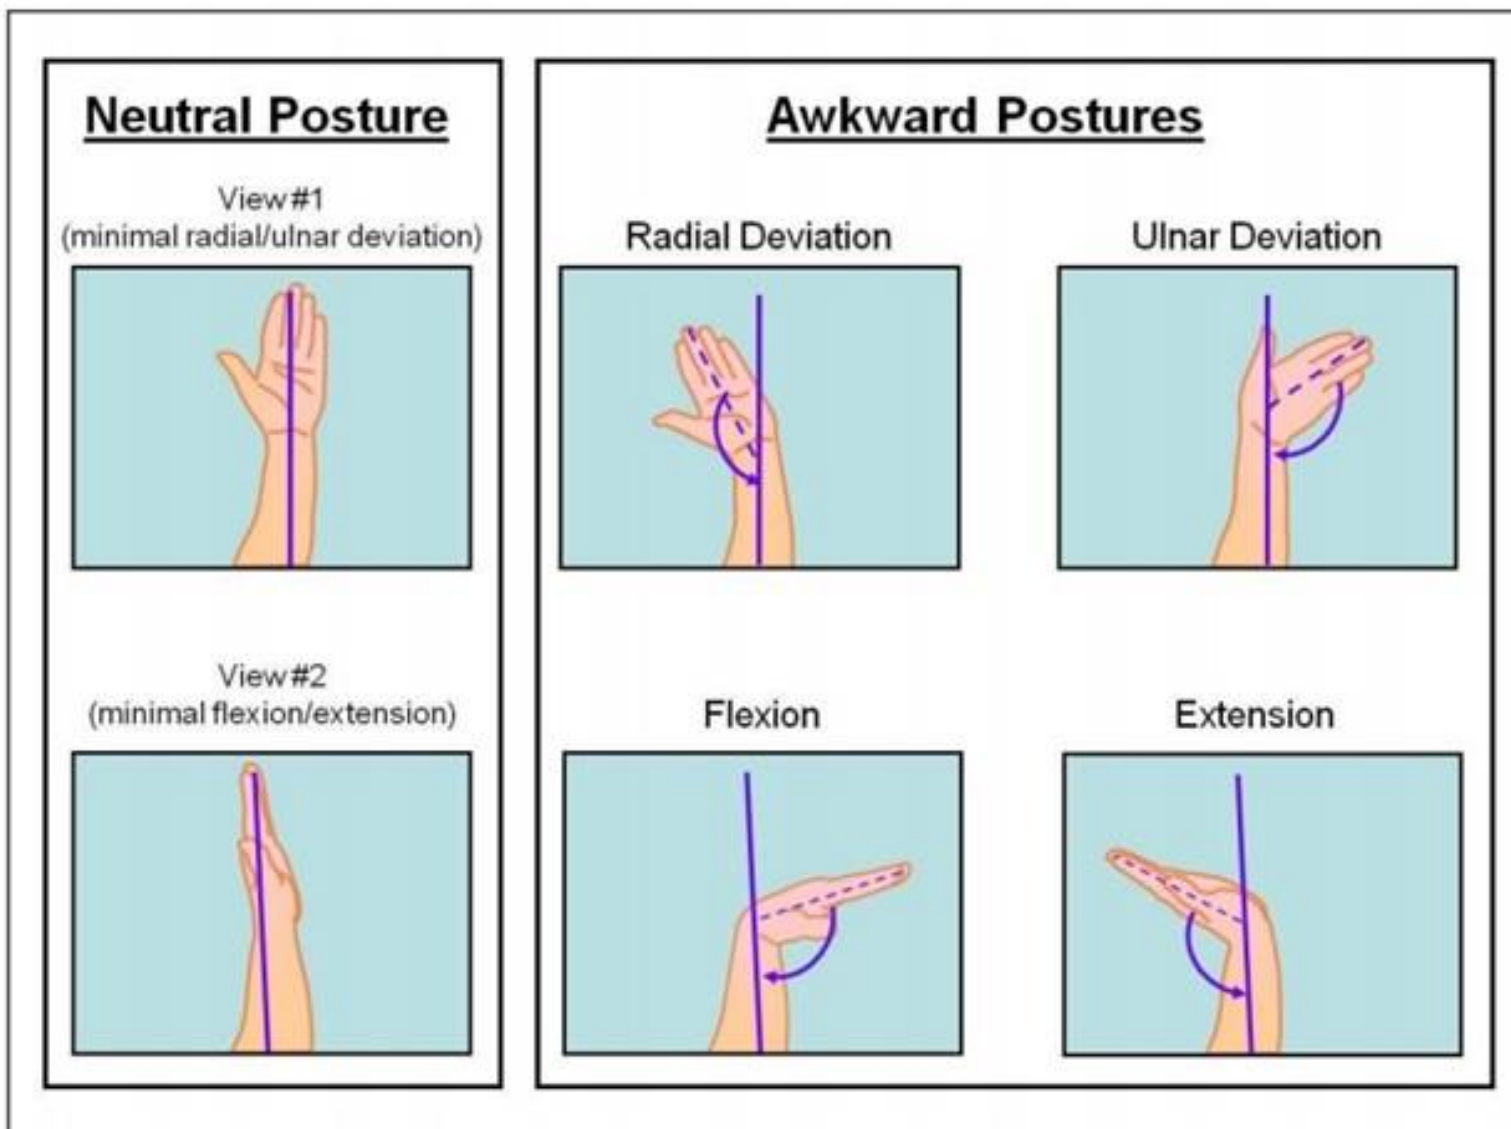 Neutral Posture
View #1
(minimal radial/ulnar deviation)
View #2
(minimal flexion/extension)
Awkward Postures
Radial Deviation
Ulnar Deviation
Flexion
Extension